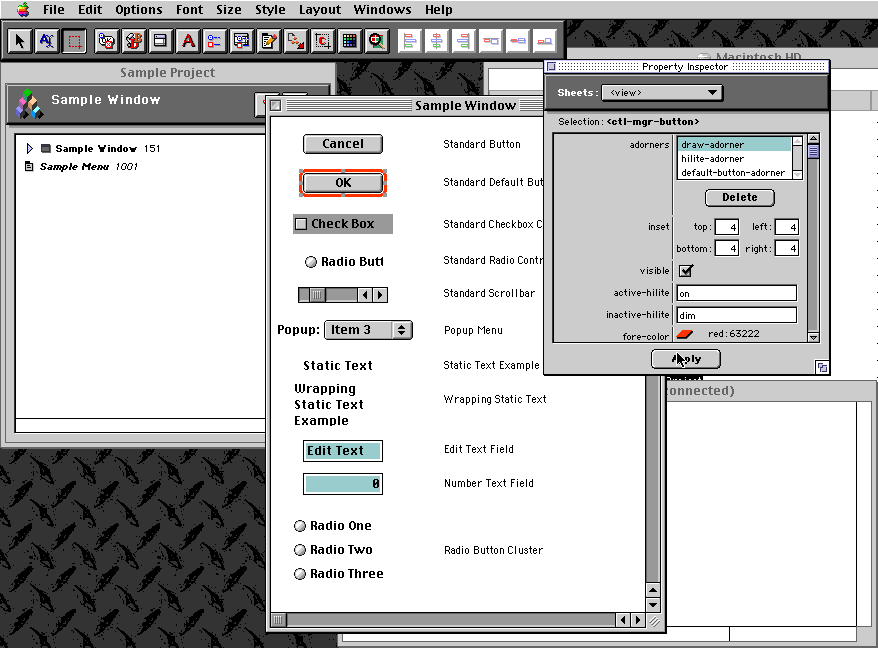 File Edit Options Font Size Style Layout Windows Help
Macintosh HD
Sample Project
Sample Window
Sample Window 151
Sample Menu 1001
Sample Window
Cancel Standard Button
OK Standard Default But
Check Box Standard Checkbox C
Radio Butt Standard Radio Contr
Standard Scrollbar
Popup: Item 3 Popup Menu
Static Text Static Text Example
Wrapping
Static Text
Example
Wrapping Static Text
Edit Text Edit Text Field
0 Number Text Field
Radio One
Radio Two Radio Button Cluster
Radio Three
Property Inspector
Sheets: <view>
Selection: <ctl-mgr-button>
adorners draw-adorner
hilite-adorner
default-button-adorner
Delete
inset top: 4 left: 4
bottom: 4 right: 4
visible
active-hilite on
inactive-hilite dim
fore-color red:63222
Apply
onnected)